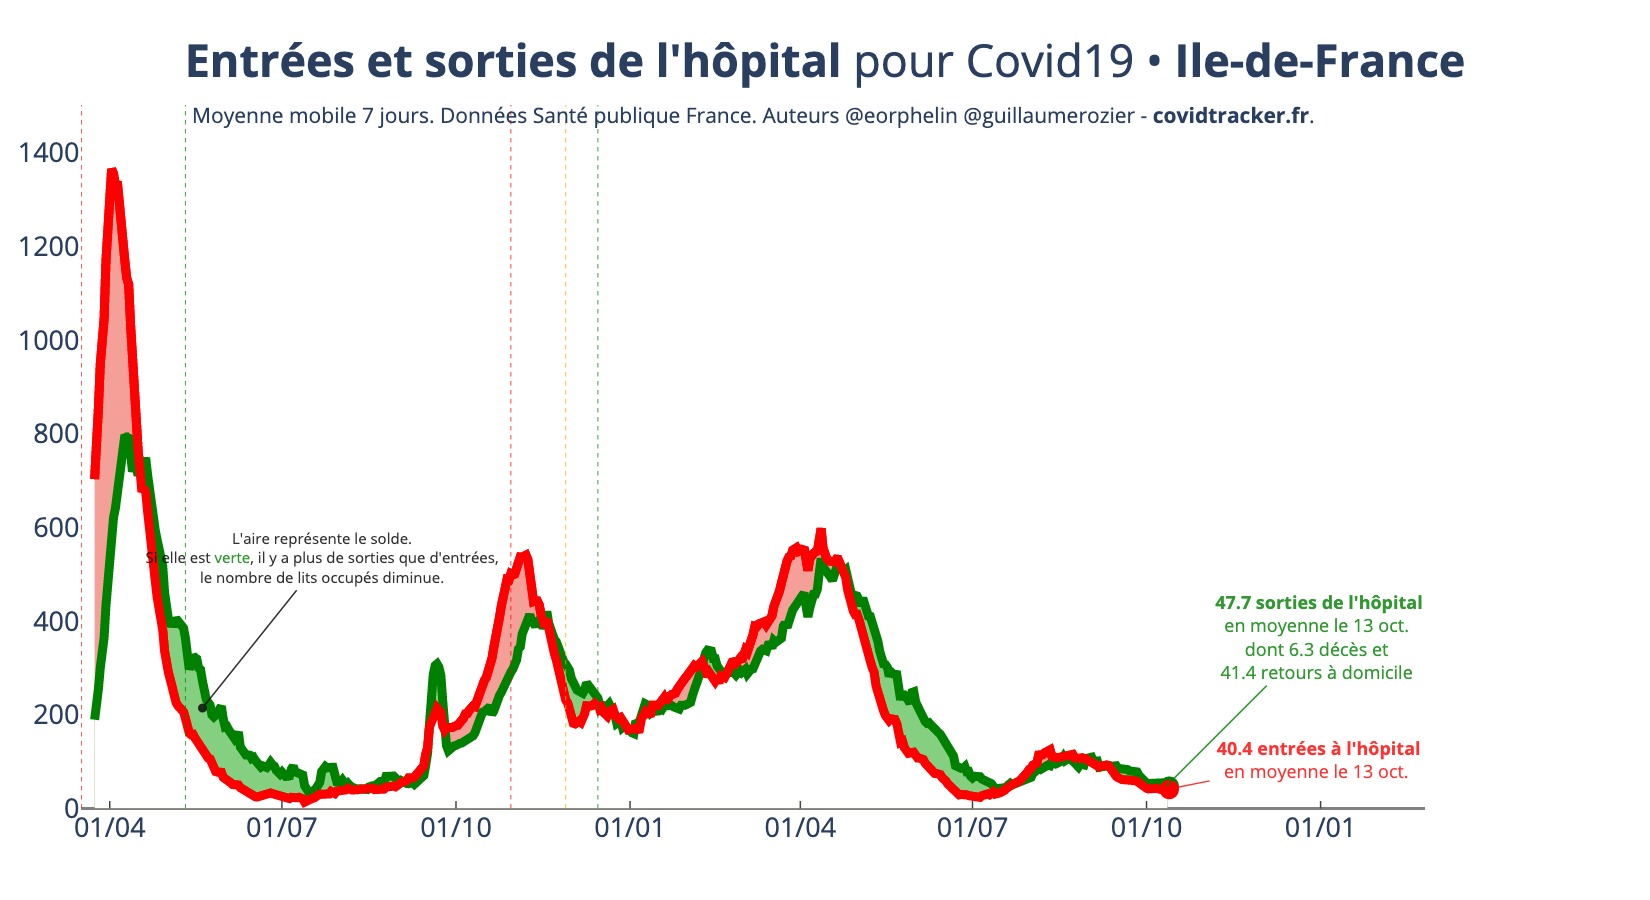 Entrées et sorties de l'hôpital pour Covid19 • Ile-de-France
Moyenne mobile 7 jours. Données Santé publique France. Auteurs @eorphelin @guillaumerozier - covidtracker.fr.
1400
1200
1000
800
600
400
200
0
L'aire représente le solde.
Si elle est verte, il y a plus de sorties que d'entrées,
le nombre de lits occupés diminue.
47.7 sorties de l'hôpital
en moyenne le 13 oct.
dont 6.3 décès et
41.4 retours à domicile
40.4 entrées à l'hôpital
en moyenne le 13 oct.
01/04 01/07 01/10 01/01 01/04 01/07 01/10 01/01